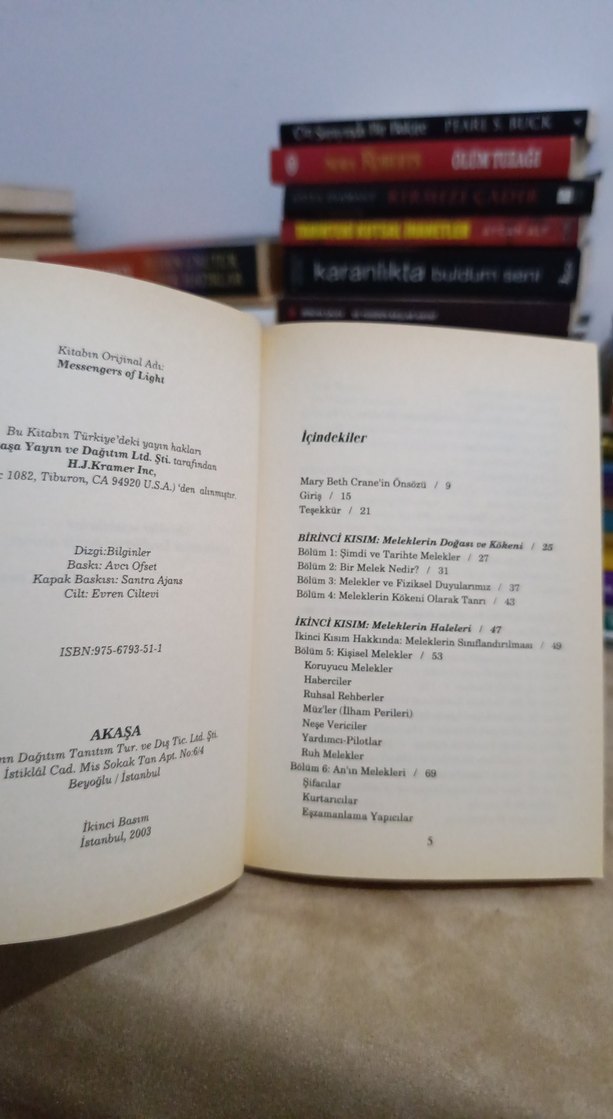 PEARL S. BUCK
ROBERTS ÖLÜM TUZAĞI
KIRMIZI ÇADIR
karanlıkta buldum seni
Kitabın Orijinal Adı:
Messengers of Light
Bu Kitabın Türkiye'deki yayın hakları
aşa Yayın ve Dağıtım Ltd. Şti. tarafından
H.J.Kramer Inc,
: 1082, Tiburon, CA 94920 U.S.A.) 'den alınmıştır.
Dizgi:Bilginler
Baskı: Avcı Ofset
Kapak Baskısı: Santra Ajans
Cilt: Evren Ciltevi
ISBN:975-6793-51-1
AKAŞA
ın Dağıtım Tanıtım Tur. ve Dış Tic. Ltd. Şti.
İstiklâl Cad. Mis Sokak Tan Apt. No:6/4
Beyoğlu / İstanbul
İkinci Basım
İstanbul, 2003
İçindekiler
Mary Beth Crane'in Önsözü / 9
Giriş / 15
Teşekkür / 21
BİRİNCİ KISIM: Meleklerin Doğası ve Kökeni / 25
Bölüm 1: Şimdi ve Tarihte Melekler / 27
Bölüm 2: Bir Melek Nedir? / 31
Bölüm 3: Melekler ve Fiziksel Duyularımız / 37
Bölüm 4: Meleklerin Kökeni Olarak Tanrı / 43
İKİNCİ KISIM: Meleklerin Haleleri / 47
İkinci Kısım Hakkında: Meleklerin Sınıflandırılması / 49
Bölüm 5: Kişisel Melekler / 53
Koruyucu Melekler
Haberciler
Ruhsal Rehberler
Müz'ler (İlham Perileri)
Neşe Vericiler
Yardımcı-Pilotlar
Ruh Melekler
Bölüm 6: An'ın Melekleri / 69
Şifacılar
Kurtarıcılar
Eşzamanlama Yapıcılar
5